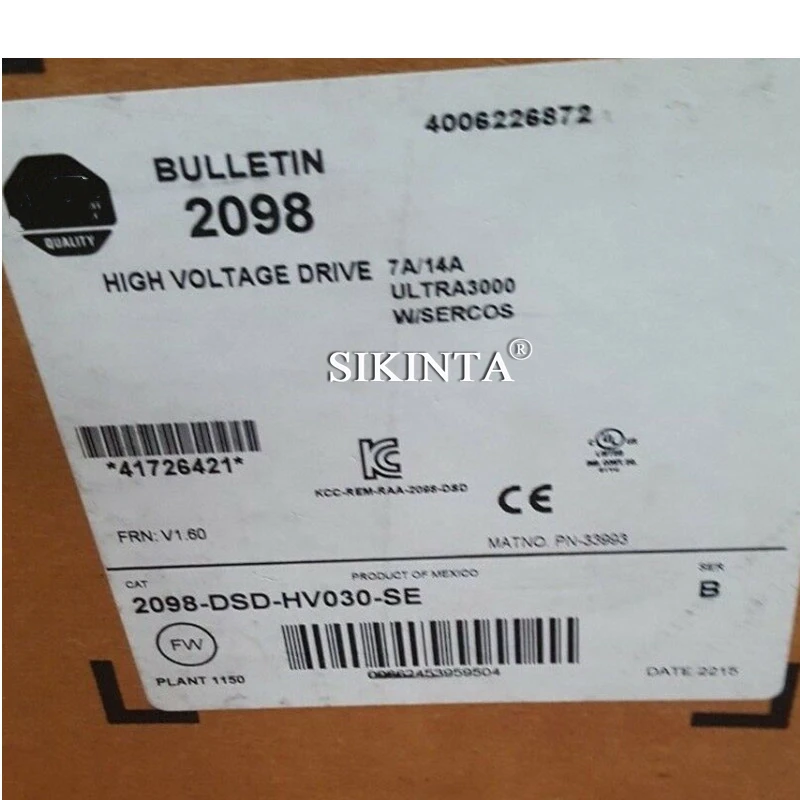 4006226872
BULLETIN
2098
QUALITY
HIGH VOLTAGE DRIVE 7A/14A
ULTRA3000
W/SERCOS
SIKINTA®
*41726421*
KCC-REM-RAA-2098-DSD
CE
FRN: V1.60
MATNO. PN-33993
CAT
PRODUCT OF MEXICO
SER
2098-DSD-HV030-SE
B
FW
PLANT 1150
DATE 2215